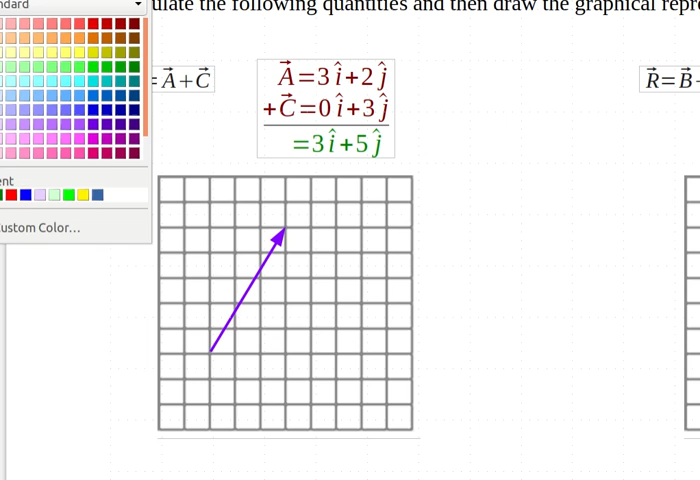 ndard
ulate the following quantities and then draw the graphical repr
=A⃗+C⃗
A⃗=3î+2ĵ
+C⃗=0î+3ĵ
=3î+5ĵ
R⃗=B⃗-
ent
ustom Color...